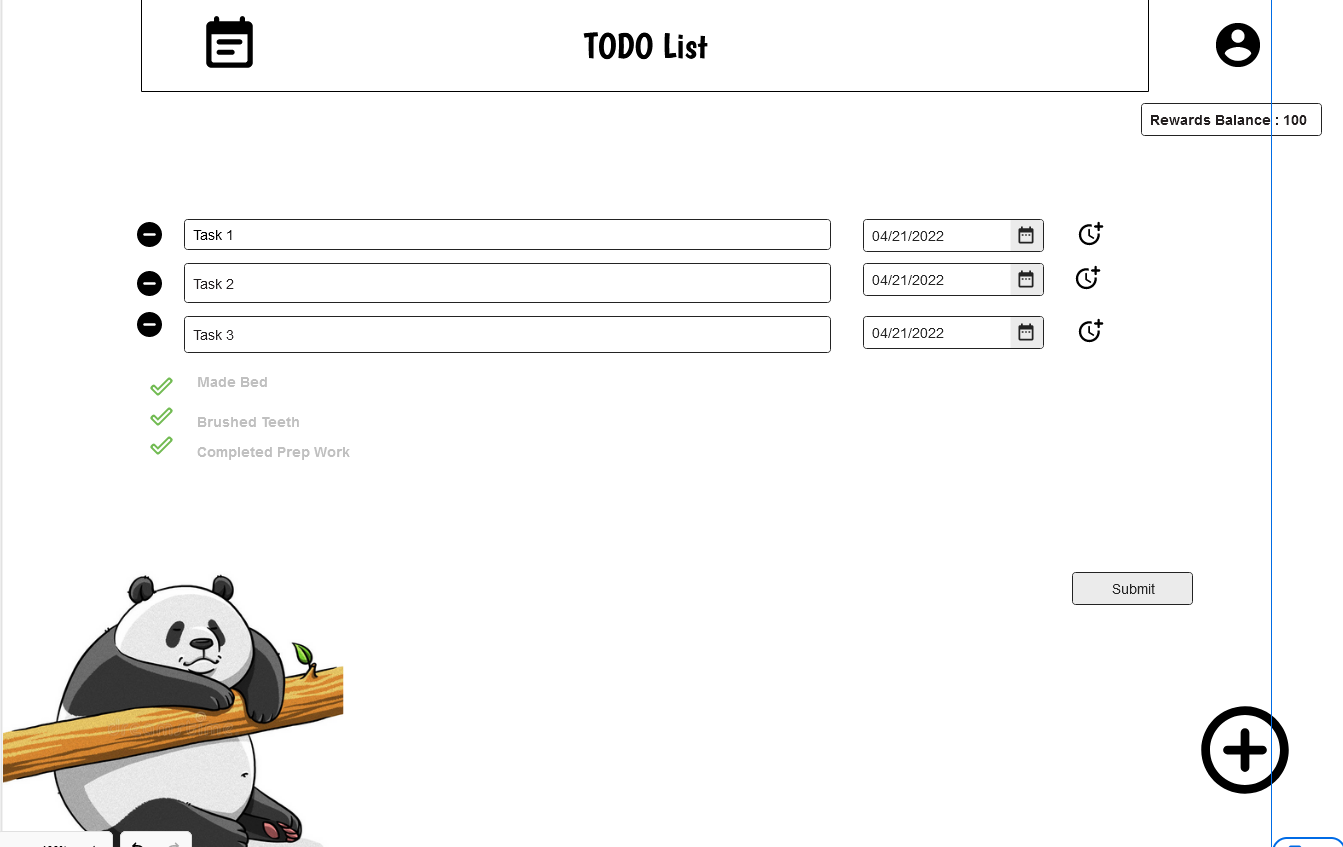 TODO List
Rewards Balance : 100
Task 1
04/21/2022
Task 2
04/21/2022
Task 3
04/21/2022
Made Bed
Brushed Teeth
Completed Prep Work
Submit